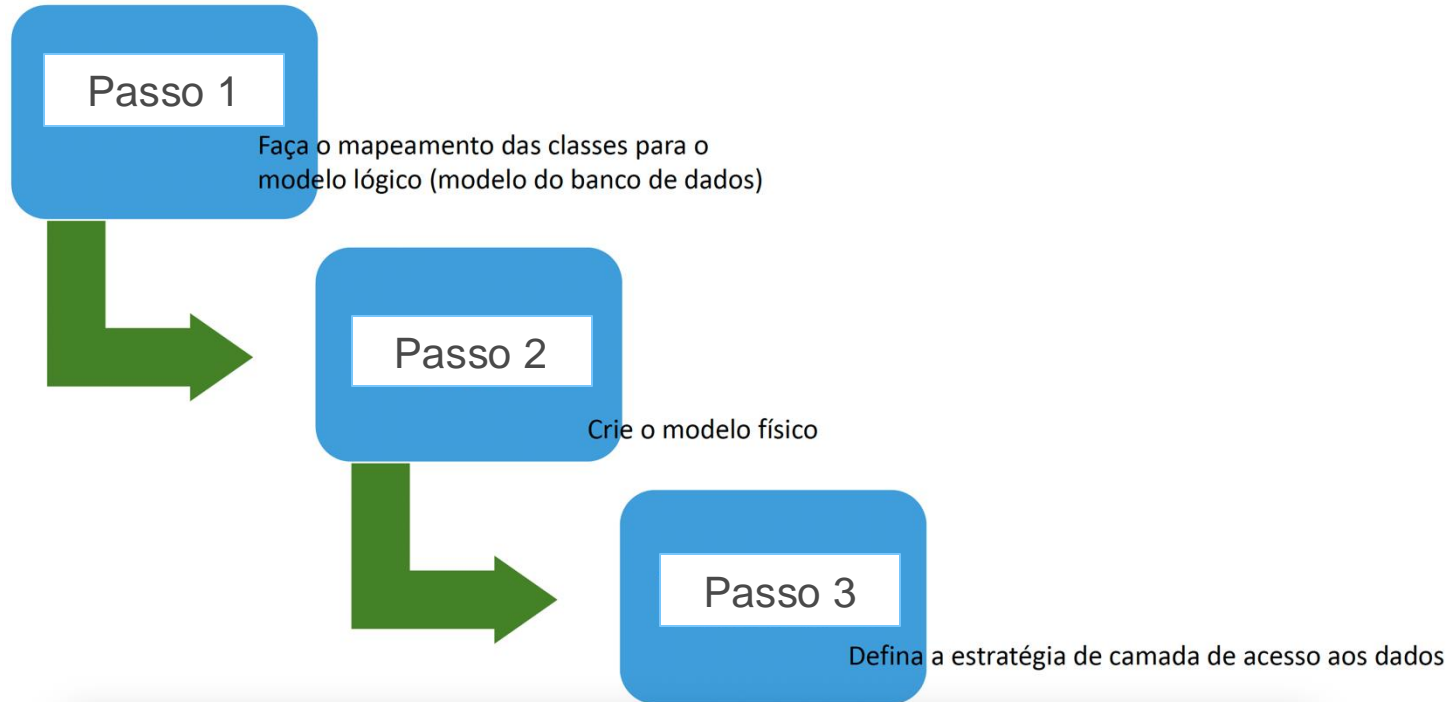 Passo 1
Faça o mapeamento das classes para o
modelo lógico (modelo do banco de dados)
Passo 2
Crie o modelo físico
Passo 3
Defina a estratégia de camada de acesso aos dados